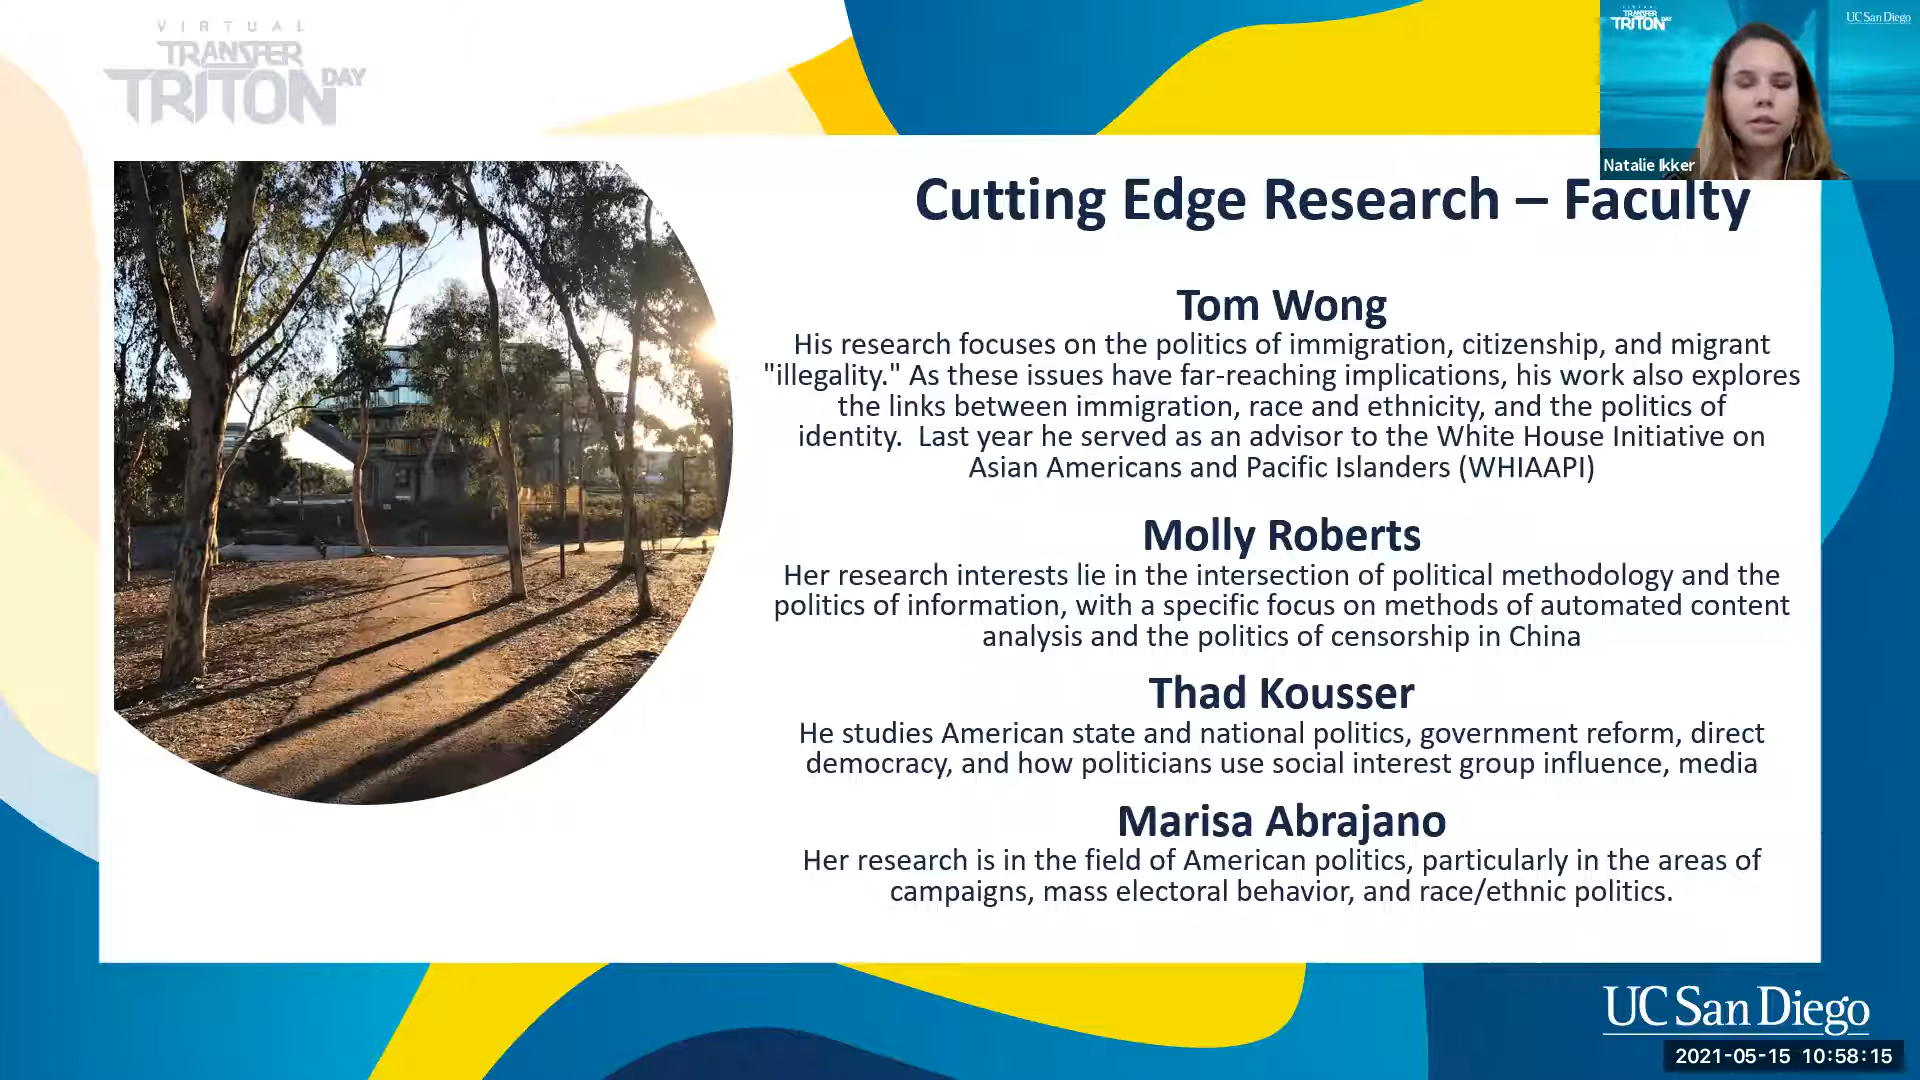 VIRTUAL
TRANSFER
TRITON DAY
VIRTUAL
TRANSFER
TRITON DAY
UC San Diego
Natalie Ikker
Cutting Edge Research – Faculty
Tom Wong
His research focuses on the politics of immigration, citizenship, and migrant
"illegality." As these issues have far-reaching implications, his work also explores
the links between immigration, race and ethnicity, and the politics of
identity.  Last year he served as an advisor to the White House Initiative on
Asian Americans and Pacific Islanders (WHIAAPI)
Molly Roberts
Her research interests lie in the intersection of political methodology and the
politics of information, with a specific focus on methods of automated content
analysis and the politics of censorship in China
Thad Kousser
He studies American state and national politics, government reform, direct
democracy, and how politicians use social interest group influence, media
Marisa Abrajano
Her research is in the field of American politics, particularly in the areas of
campaigns, mass electoral behavior, and race/ethnic politics.
UC San Diego
2021-05-15 10:58:15